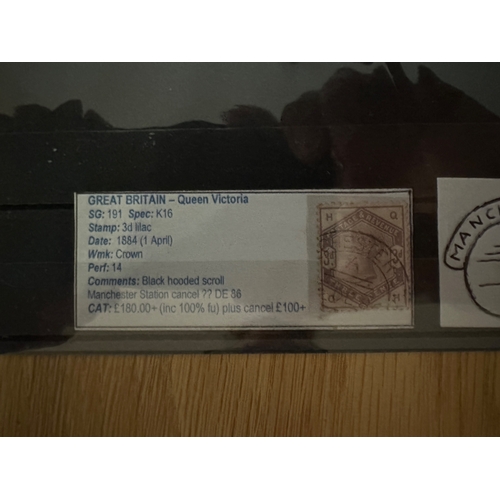 GREAT BRITAIN – Queen Victoria
SG: 191 Spec: K16
Stamp: 3d lilac
Date: 1884 (1 April)
Wmk: Crown
Perf: 14
Comments: Black hooded scroll
Manchester Station cancel ?? DE 86
CAT: £180.00+ (inc 100% fu) plus cancel £100+
H Q
MANCH